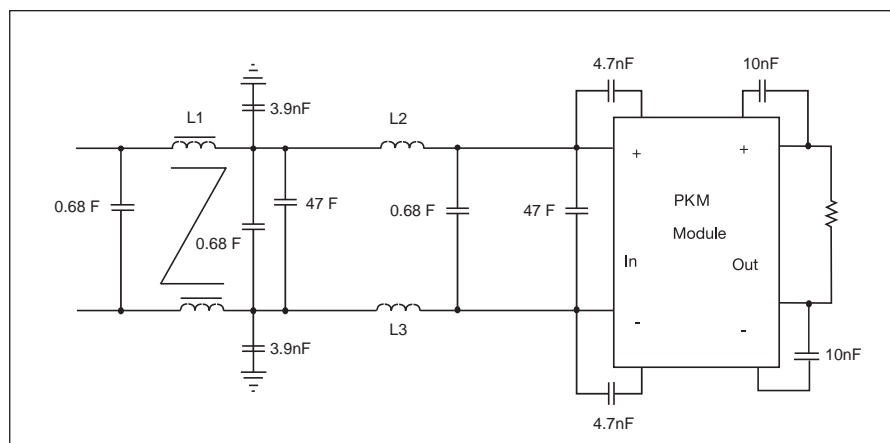 4.7nF
10nF
3.9nF
L1
L2
+
+
PKM
Module
0.68 F
0.68 F
47 F
0.68 F
47 F
In
Out
-
-
L3
3.9nF
10nF
4.7nF